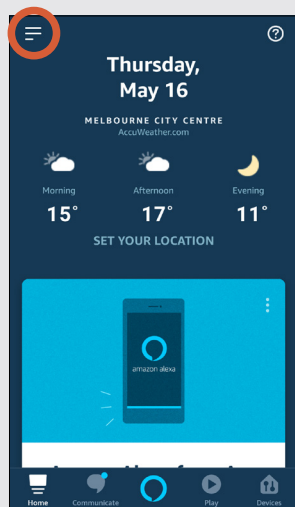 Thursday,
May 16
MELBOURNE CITY CENTRE
AccuWeather.com
Morning Afternoon Evening
15° 17° 11°
SET YOUR LOCATION
amazon alexa
Home Communicate Play Devices